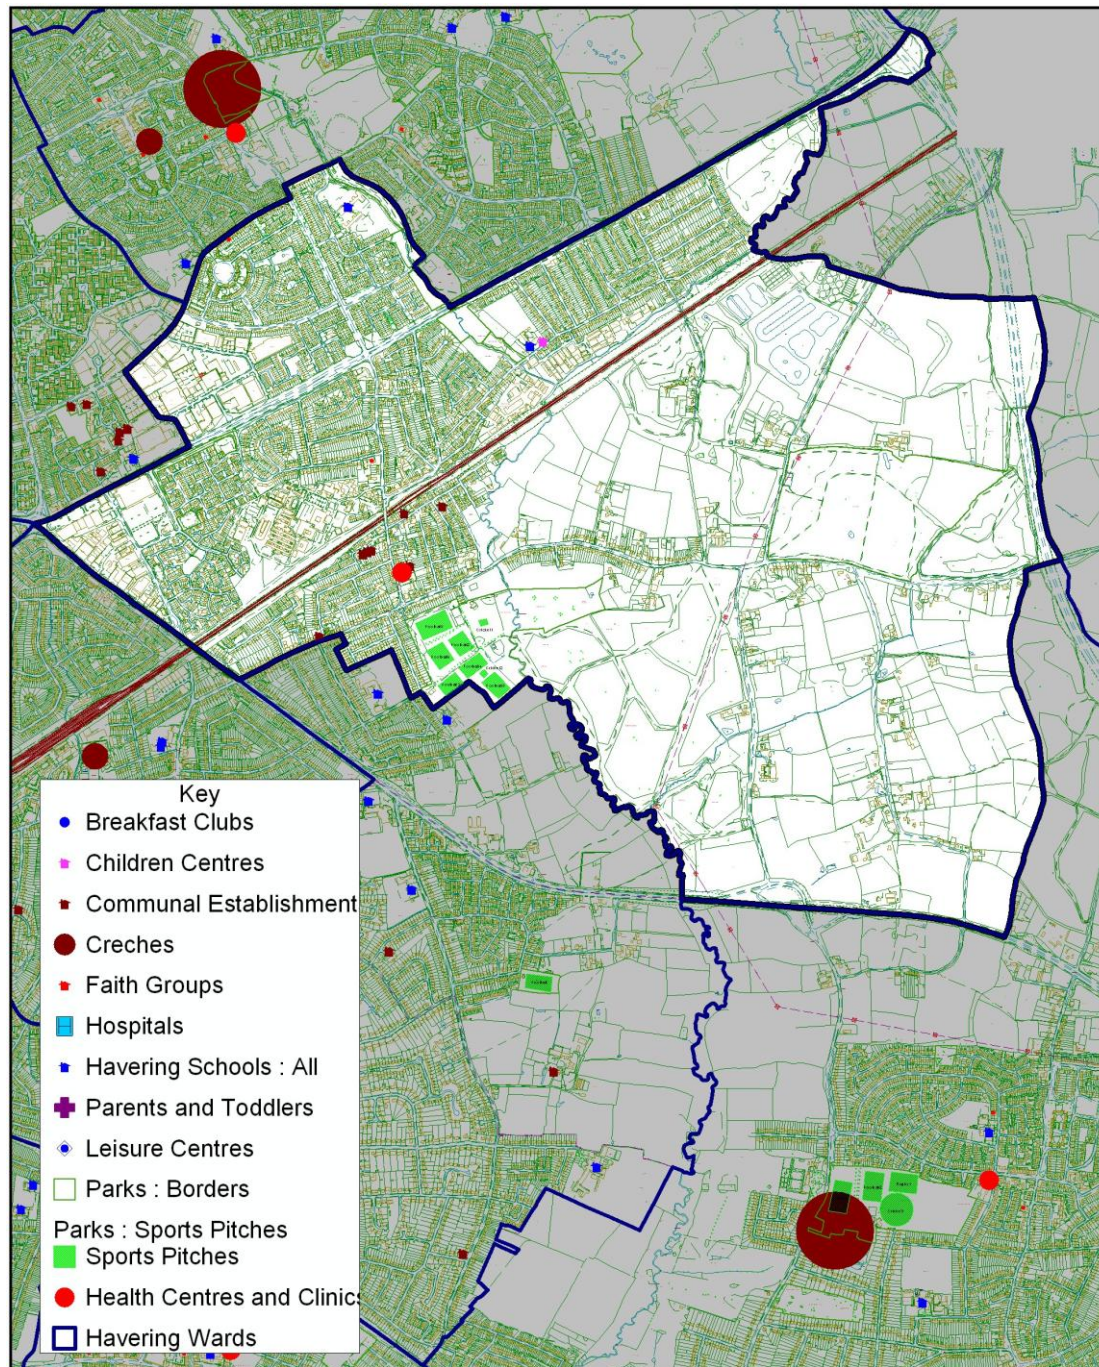 Key
Breakfast Clubs
Children Centres
Communal Establishment
Creches
Faith Groups
Hospitals
Havering Schools : All
Parents and Toddlers
Leisure Centres
Parks : Borders
Parks : Sports Pitches
Sports Pitches
Health Centres and Clinics
Havering Wards